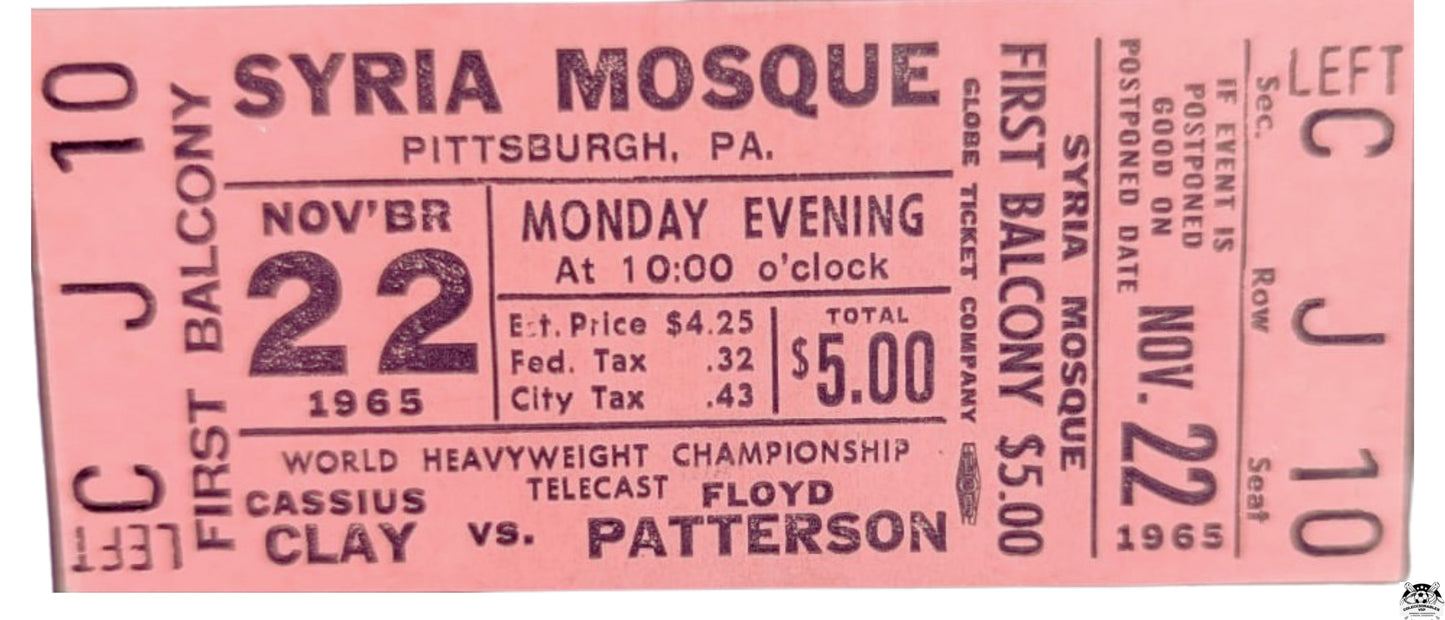 LEFT C J 10
FIRST BALCONY
SYRIA MOSQUE
PITTSBURGH, PA.
NOV'BR
22
1965
MONDAY EVENING
At 10:00 o'clock
Est. Price $4.25
Fed. Tax .32
City Tax .43
TOTAL
$5.00
WORLD HEAVYWEIGHT CHAMPIONSHIP
TELECAST
CASSIUS
CLAY
vs.
FLOYD
PATTERSON
GLOBE TICKET COMPANY
FIRST BALCONY $5.00
SYRIA MOSQUE
IF EVENT IS
POSTPONED
GOOD ON
POSTPONED DATE
NOV. 22
1965
Sec. Row Seat
LEFT
C J 10